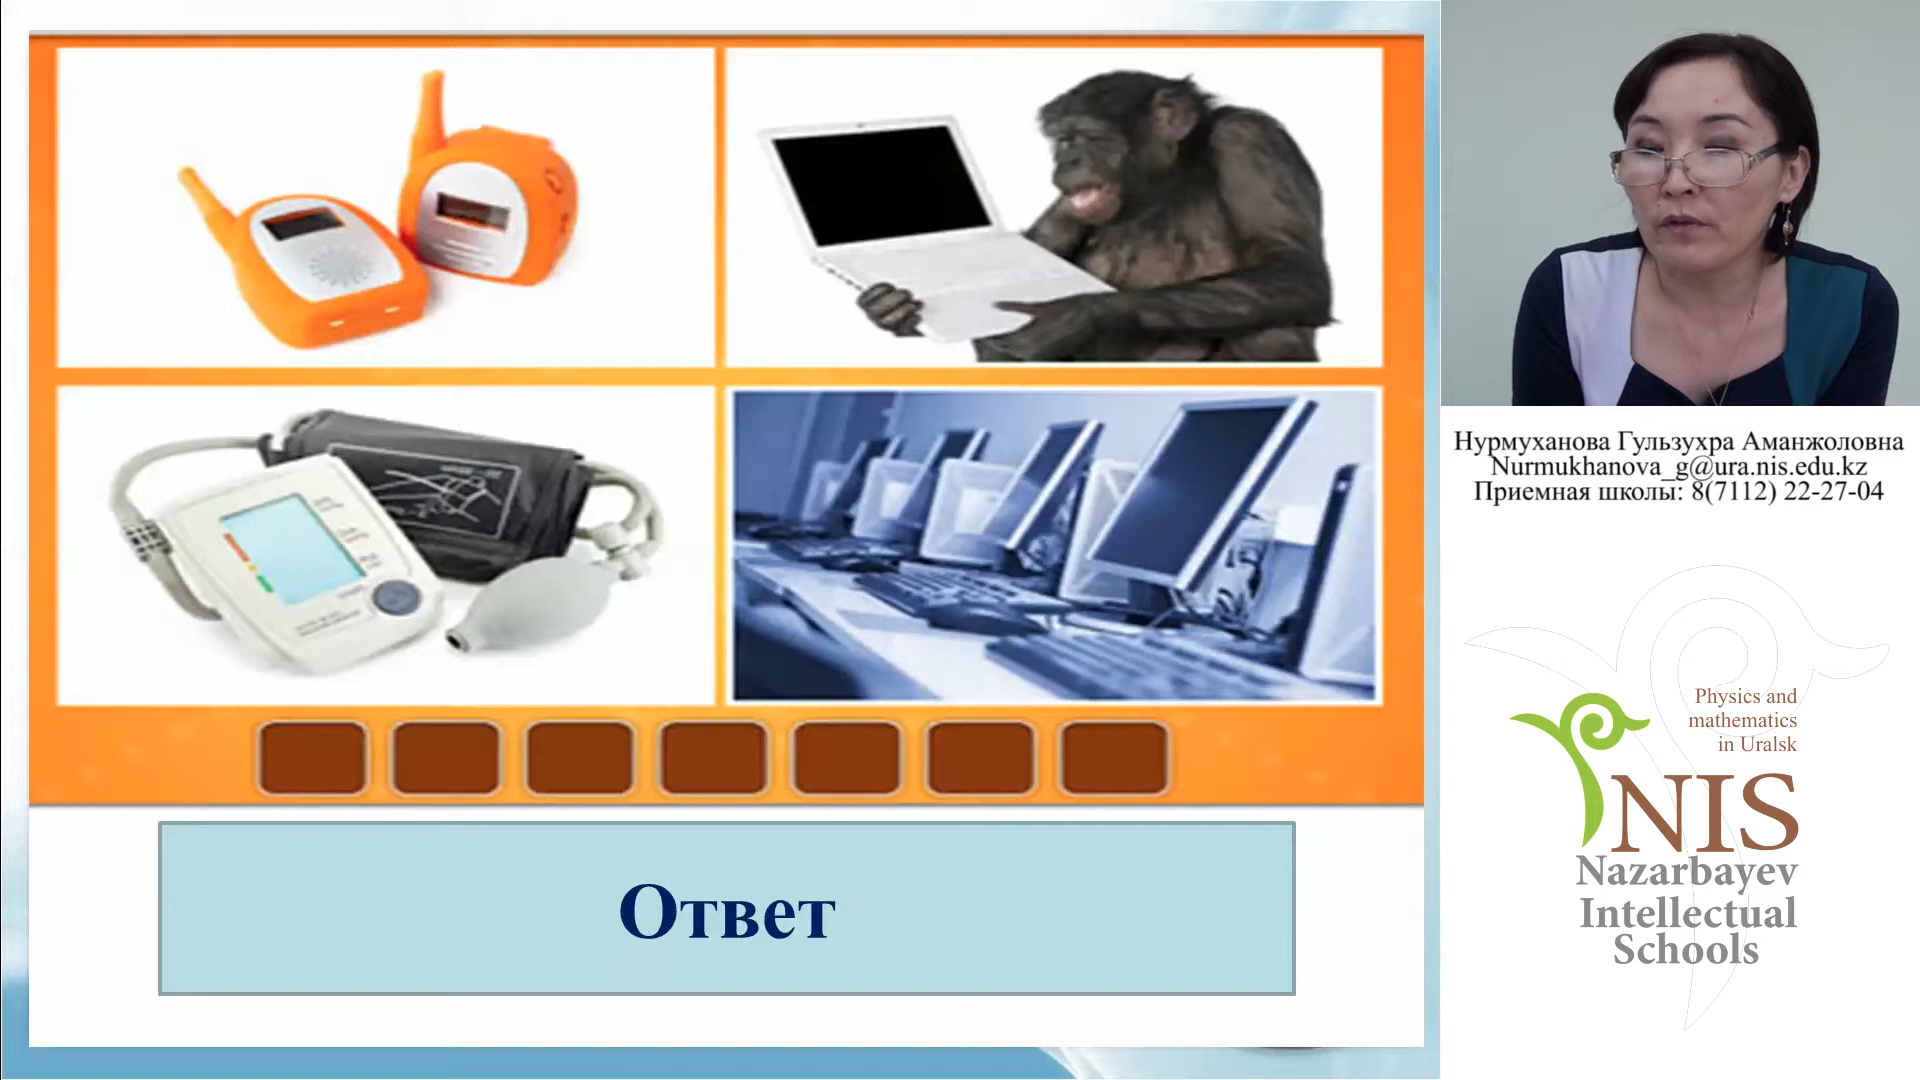 Ответ
Нурмуханова Гульзухра Аманжоловна
Nurmukhanova_g@ura.nis.edu.kz
Приемная школы: 8(7112) 22-27-04
Physics and
mathematics
in Uralsk
NIS
Nazarbayev
Intellectual
Schools